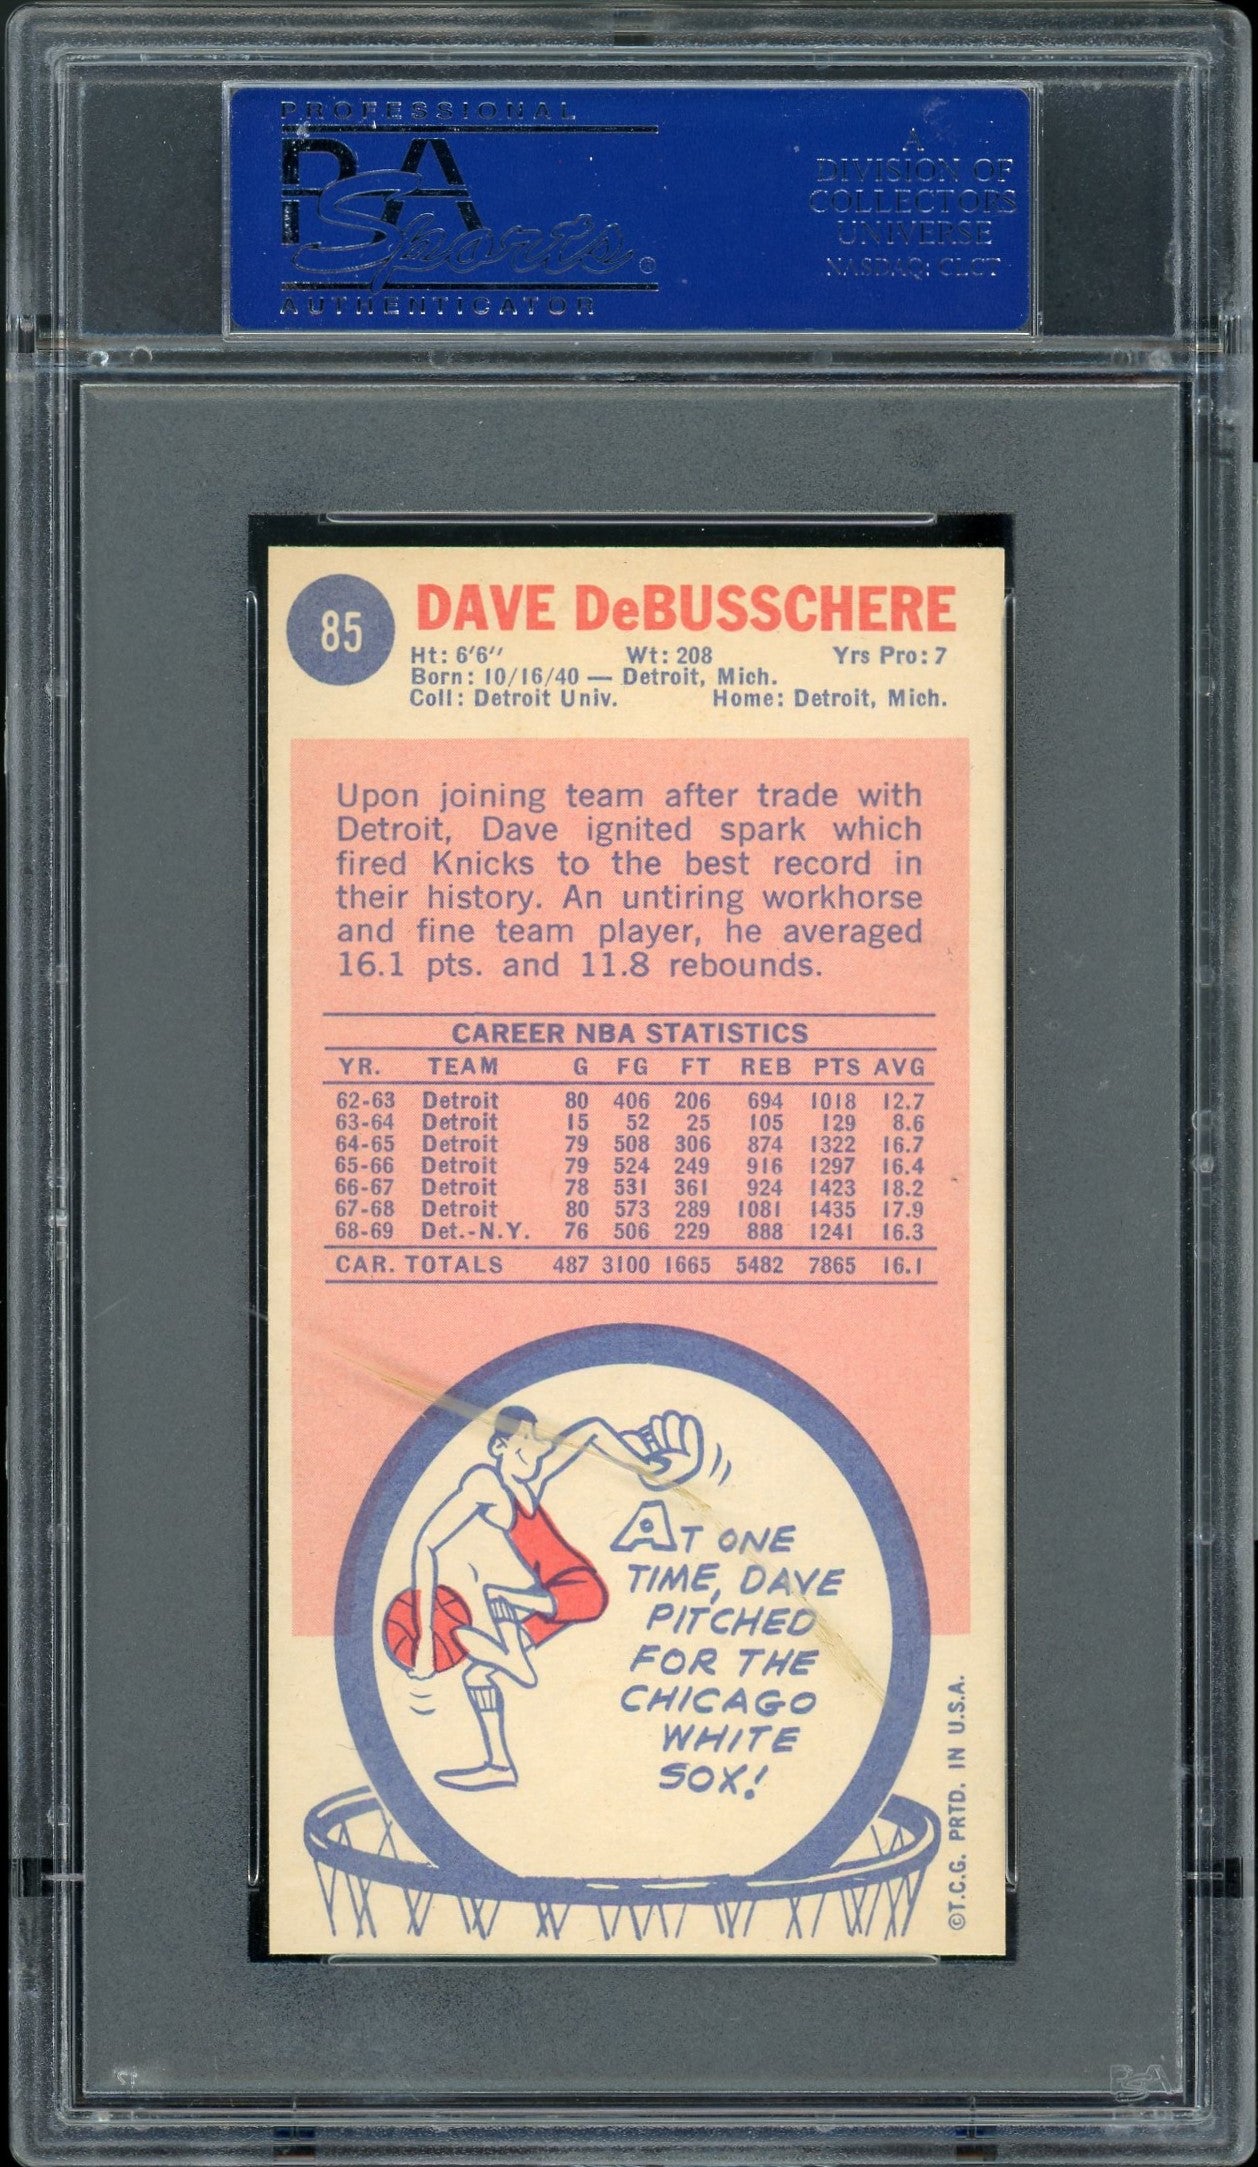 PROFESSIONAL
PSA
Sports®
AUTHENTICATOR
A
DIVISION OF
COLLECTORS
UNIVERSE
NASDAQ: CLCT
85
DAVE DeBUSSCHERE
Ht: 6'6" Wt: 208 Yrs Pro: 7
Born: 10/16/40 — Detroit, Mich.
Coll: Detroit Univ. Home: Detroit, Mich.
Upon joining team after trade with
Detroit, Dave ignited spark which
fired Knicks to the best record in
their history. An untiring workhorse
and fine team player, he averaged
16.1 pts. and 11.8 rebounds.
CAREER NBA STATISTICS
YR. TEAM G FG FT REB PTS AVG
62-63 Detroit 80 406 206 694 1018 12.7
63-64 Detroit 15 52 25 105 129 8.6
64-65 Detroit 79 508 306 874 1322 16.7
65-66 Detroit 79 524 249 916 1297 16.4
66-67 Detroit 78 531 361 924 1423 18.2
67-68 Detroit 80 573 289 1081 1435 17.9
68-69 Det.-N.Y. 76 506 229 888 1241 16.3
CAR. TOTALS 487 3100 1665 5482 7865 16.1
AT ONE
TIME, DAVE
PITCHED
FOR THE
CHICAGO
WHITE
SOX!
©T.C.G. PRTD. IN U.S.A.
PSA